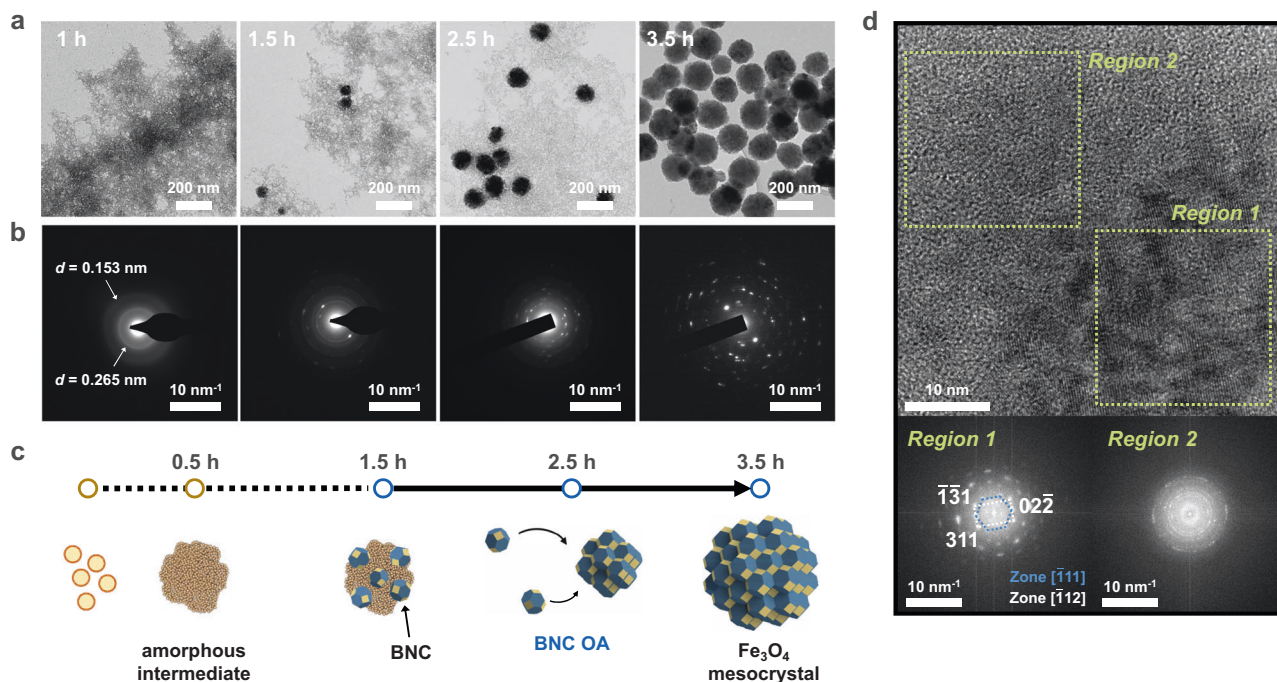 a
1 h
1.5 h
2.5 h
3.5 h
200 nm
200 nm
200 nm
200 nm
b
d = 0.153 nm
d = 0.265 nm
10 nm⁻¹
10 nm⁻¹
10 nm⁻¹
10 nm⁻¹
c
0.5 h
1.5 h
2.5 h
3.5 h
amorphous
intermediate
BNC
BNC OA
Fe₃O₄
mesocrystal
d
Region 2
Region 1
10 nm
Region 1
Region 2
1̅3̅1
022̅
311
Zone [1̅11]
Zone [1̅12]
10 nm⁻¹
10 nm⁻¹